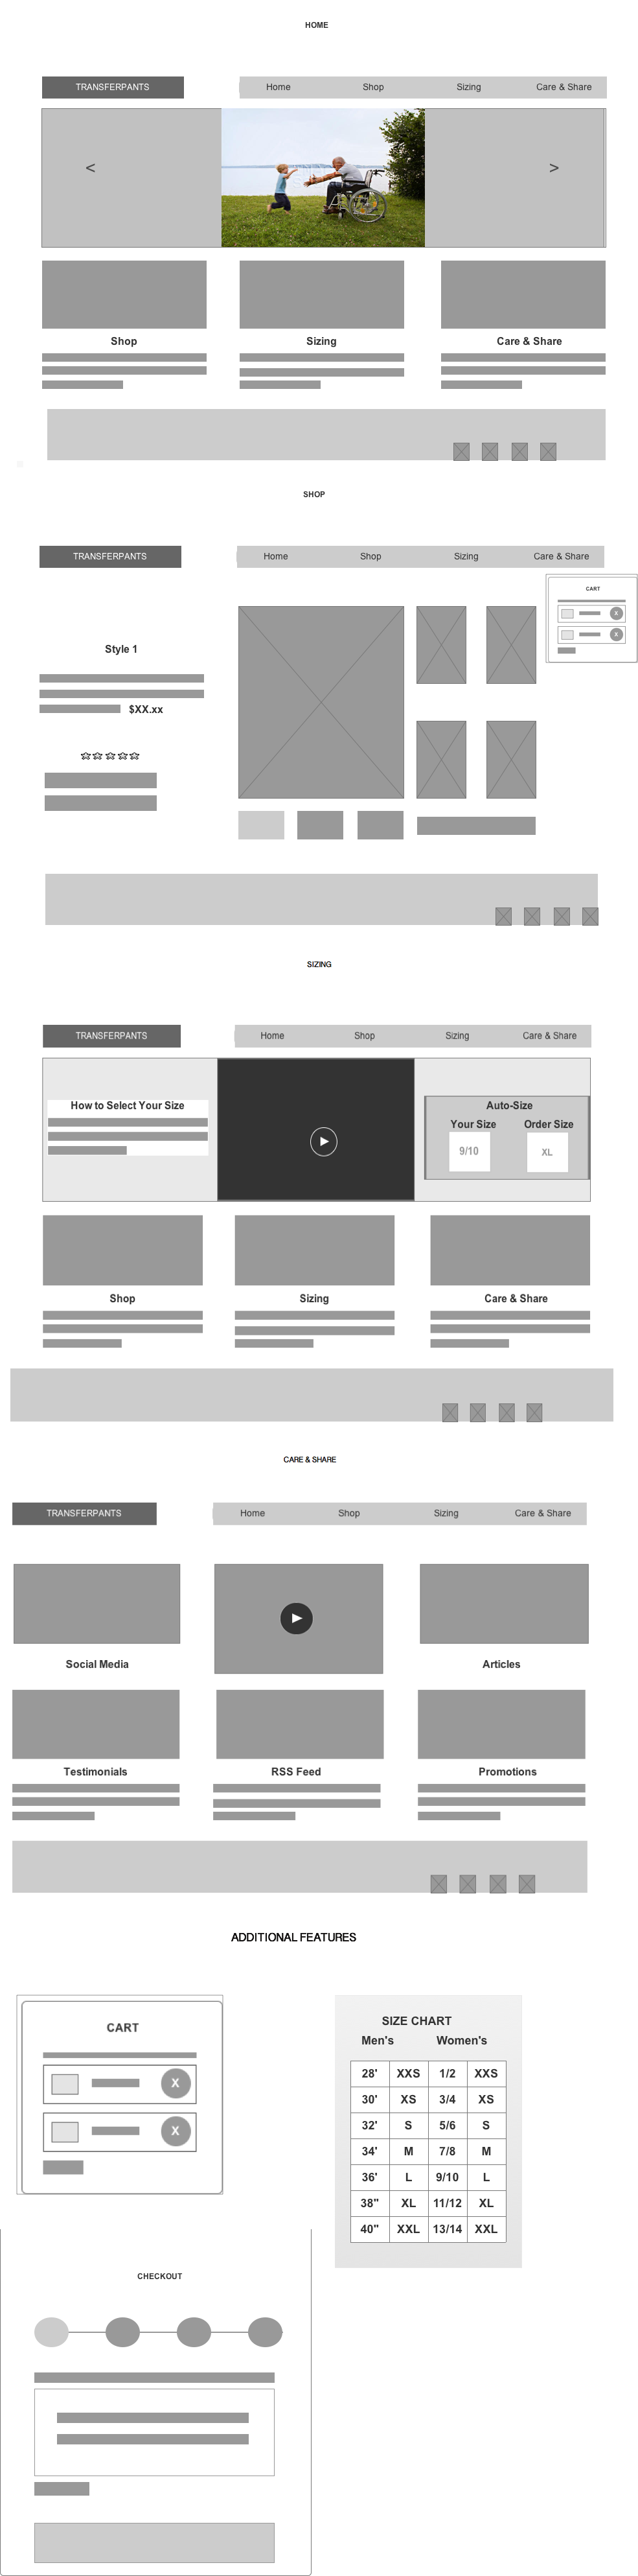 HOME
TRANSFERPANTS Home Shop Sizing Care & Share
< >
Shop Sizing Care & Share
SHOP
TRANSFERPANTS Home Shop Sizing Care & Share
CART
X
X
Style 1
$XX.xx
SIZING
TRANSFERPANTS Home Shop Sizing Care & Share
How to Select Your Size Auto-Size
Your Size Order Size
9/10 XL
Shop Sizing Care & Share
CARE & SHARE
TRANSFERPANTS Home Shop Sizing Care & Share
Social Media Articles
Testimonials RSS Feed Promotions
ADDITIONAL FEATURES
CART
X
X
SIZE CHART
Men's Women's
28' XXS 1/2 XXS
30' XS 3/4 XS
32' S 5/6 S
34' M 7/8 M
36' L 9/10 L
38" XL 11/12 XL
40" XXL 13/14 XXL
CHECKOUT